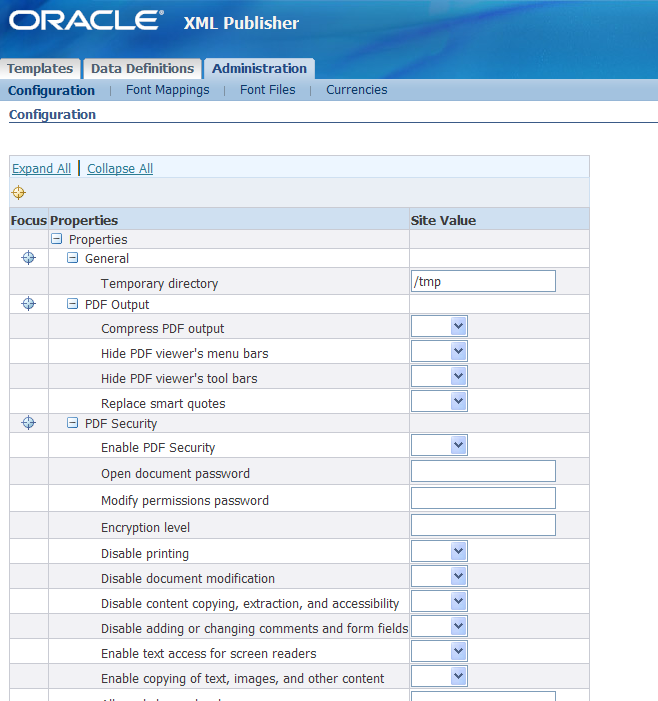 ORACLE® XML Publisher
Templates Data Definitions Administration
Configuration | Font Mappings | Font Files | Currencies
Configuration
Expand All | Collapse All
Focus Properties Site Value
Properties
General
Temporary directory /tmp
PDF Output
Compress PDF output
Hide PDF viewer's menu bars
Hide PDF viewer's tool bars
Replace smart quotes
PDF Security
Enable PDF Security
Open document password
Modify permissions password
Encryption level
Disable printing
Disable document modification
Disable content copying, extraction, and accessibility
Disable adding or changing comments and form fields
Enable text access for screen readers
Enable copying of text, images, and other content